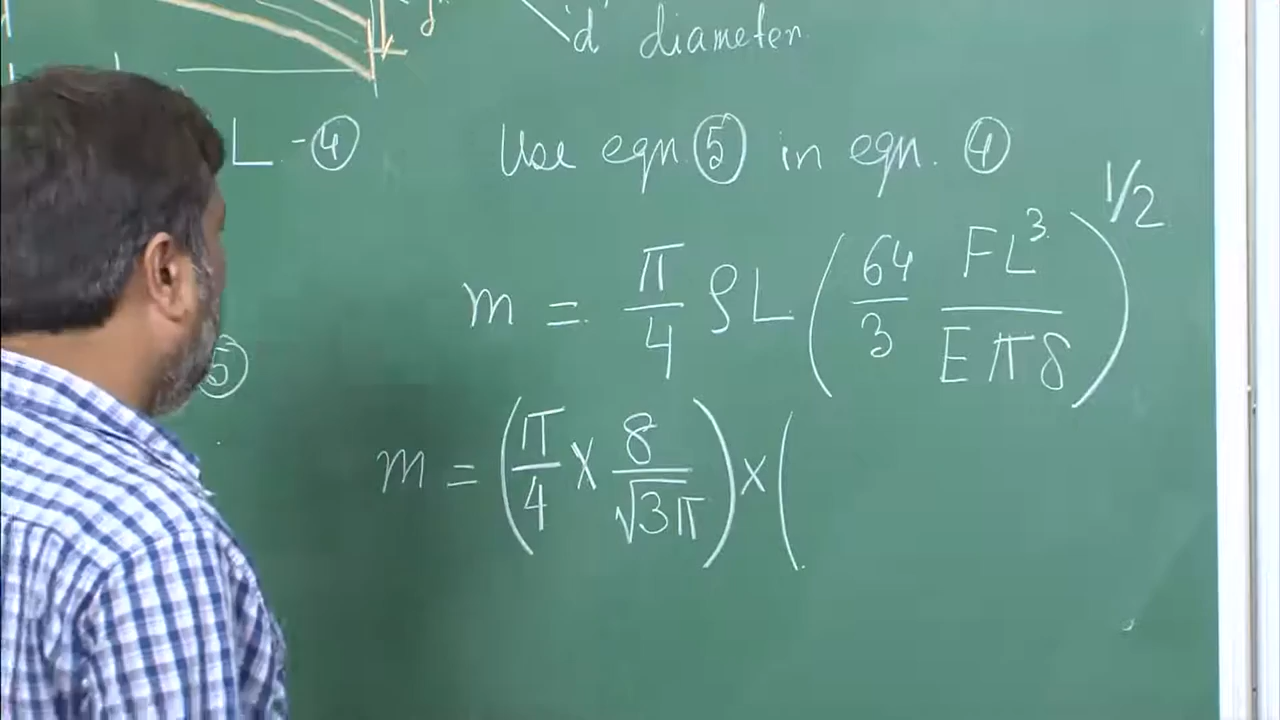 'd' diameter
L - ④
Use eqn. ⑤ in eqn. ④
m = π/4 ρL (64/3 FL³/Eπδ)^1/2
⑤
m = (π/4 × 8/√3π) × (